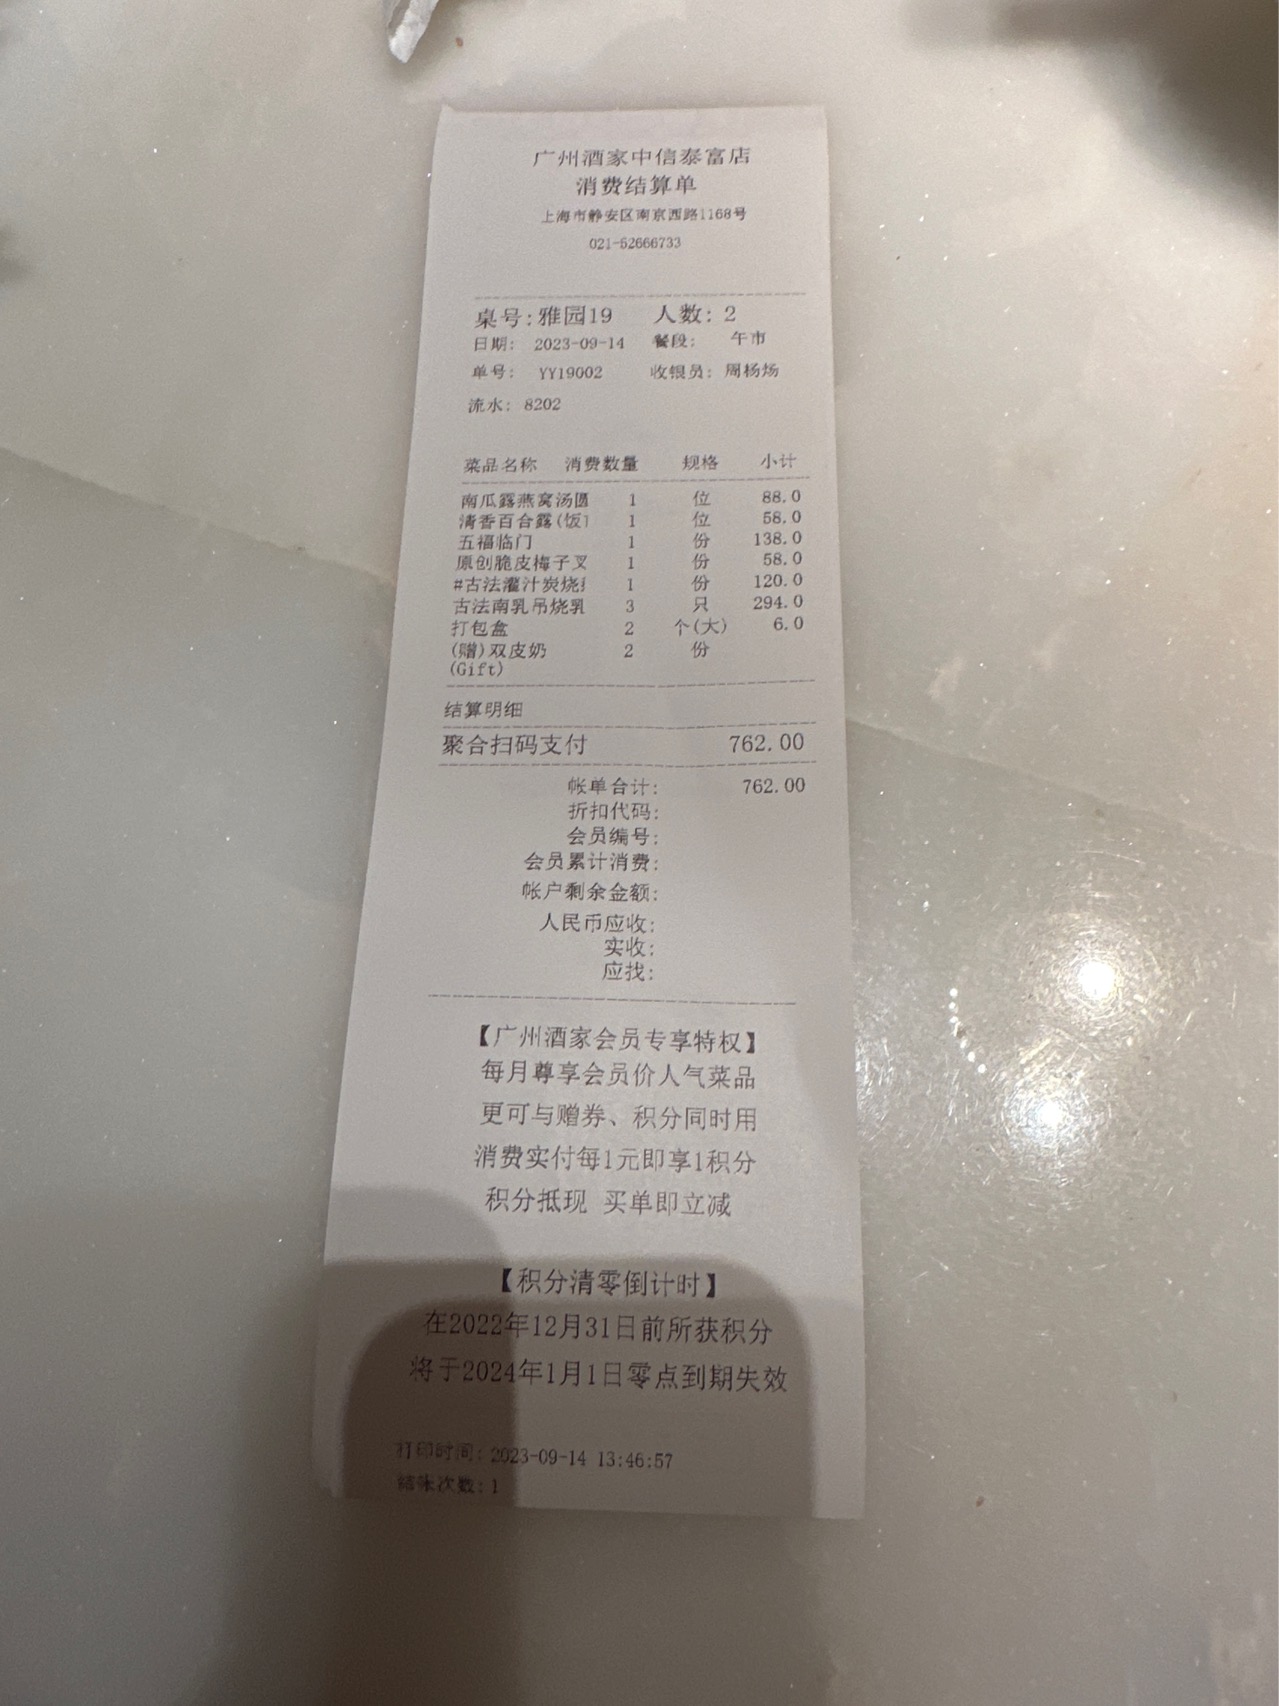 广州酒家中信泰富店
消费结算单
上海市静安区南京西路1168号
021-52666733
桌号:雅园19 人数: 2
日期: 2023-09-14 餐段: 午市
单号: YY19002 收银员: 周杨炀
流水: 8202
菜品名称 消费数量 规格 小计
南瓜露燕窝汤圆 1 位 88.0
清香百合露(饭 1 位 58.0
五福临门 1 份 138.0
原创脆皮梅子叉 1 份 58.0
#古法灌汁炭烧 1 份 120.0
古法南乳吊烧乳 3 只 294.0
打包盒 2 个(大) 6.0
(赠)双皮奶 2 份
(Gift)
结算明细
聚合扫码支付 762.00
帐单合计: 762.00
折扣代码:
会员编号:
会员累计消费:
帐户剩余金额:
人民币应收:
实收:
应找:
【广州酒家会员专享特权】
每月尊享会员价人气菜品
更可与赠券、积分同时用
消费实付每1元即享1积分
积分抵现 买单即立减
【积分清零倒计时】
在2022年12月31日前所获积分
将于2024年1月1日零点到期失效
打印时间: 2023-09-14 13:46:57
结帐次数: 1